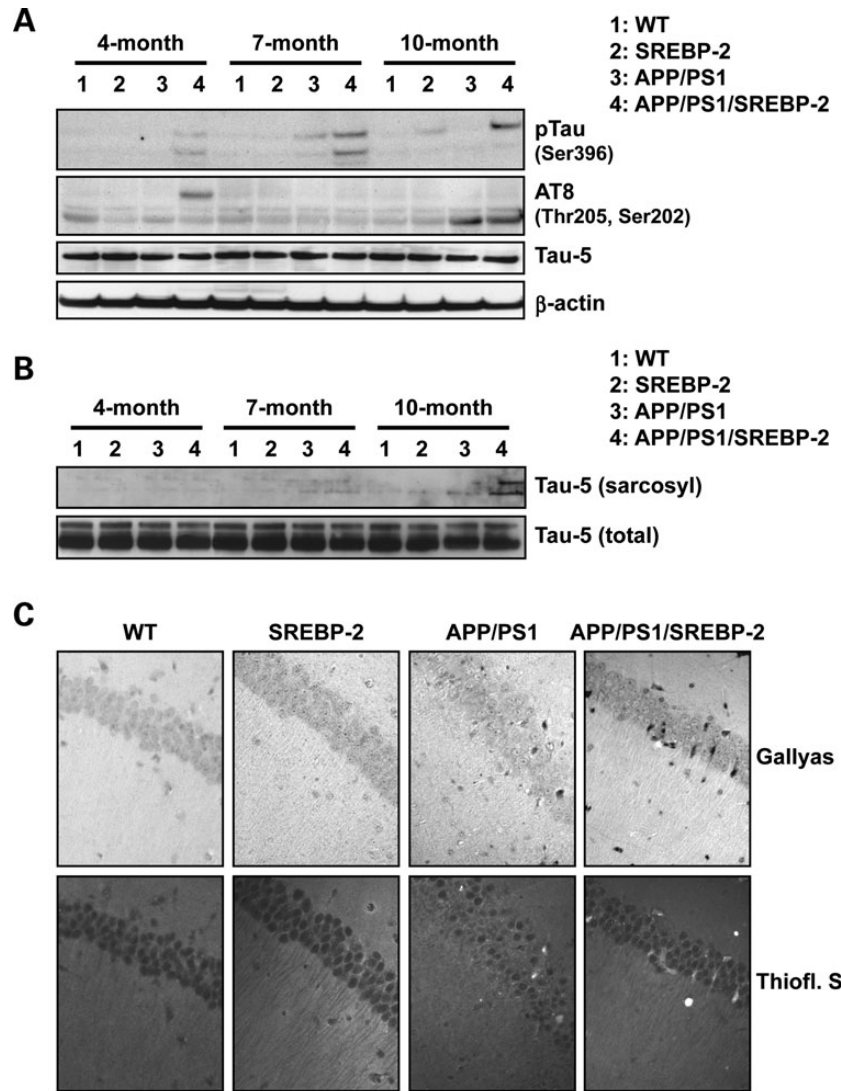 A
4-month 7-month 10-month
1 2 3 4 1 2 3 4 1 2 3 4
1: WT
2: SREBP-2
3: APP/PS1
4: APP/PS1/SREBP-2
pTau
(Ser396)
AT8
(Thr205, Ser202)
Tau-5
β-actin
B
4-month 7-month 10-month
1 2 3 4 1 2 3 4 1 2 3 4
1: WT
2: SREBP-2
3: APP/PS1
4: APP/PS1/SREBP-2
Tau-5 (sarcosyl)
Tau-5 (total)
C
WT SREBP-2 APP/PS1 APP/PS1/SREBP-2
Gallyas
Thiofl. S